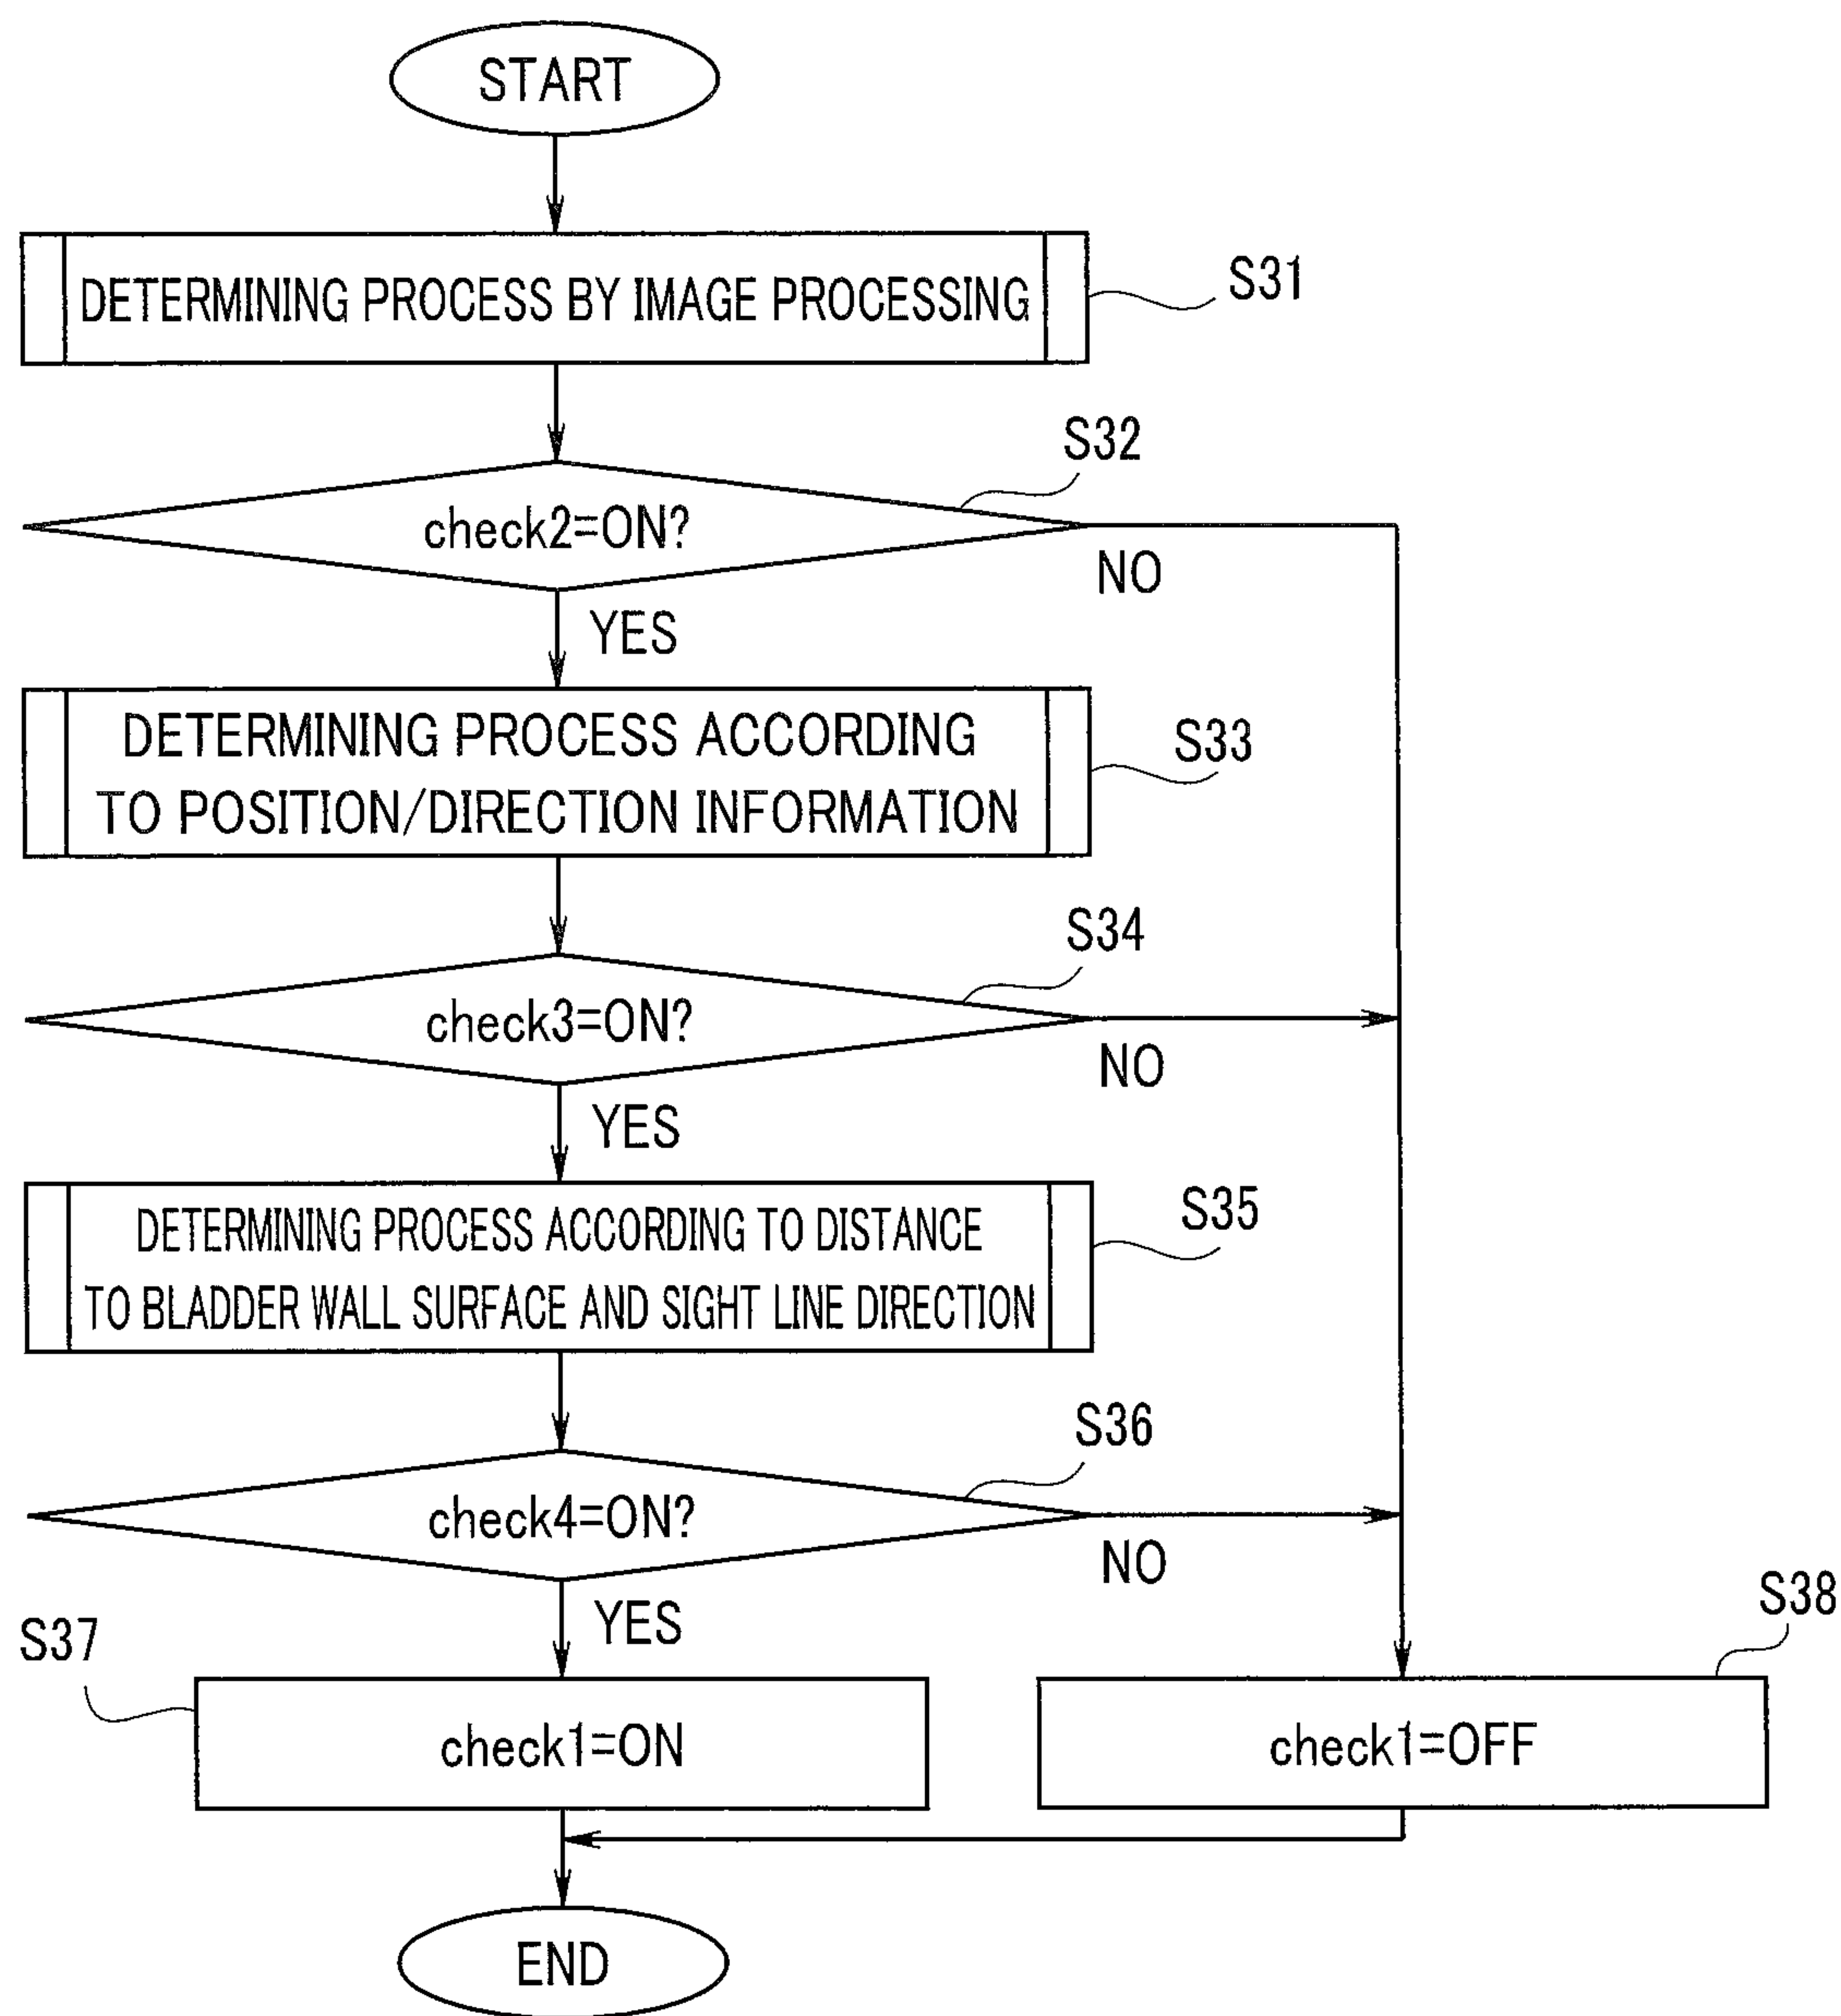 START
DETERMINING PROCESS BY IMAGE PROCESSING
S31
S32
check2=ON?
NO
YES
DETERMINING PROCESS ACCORDING
TO POSITION/DIRECTION INFORMATION
S33
S34
check3=ON?
NO
YES
DETERMINING PROCESS ACCORDING TO DISTANCE
TO BLADDER WALL SURFACE AND SIGHT LINE DIRECTION
S35
S36
check4=ON?
NO
YES
S37
check1=ON
S38
check1=OFF
END